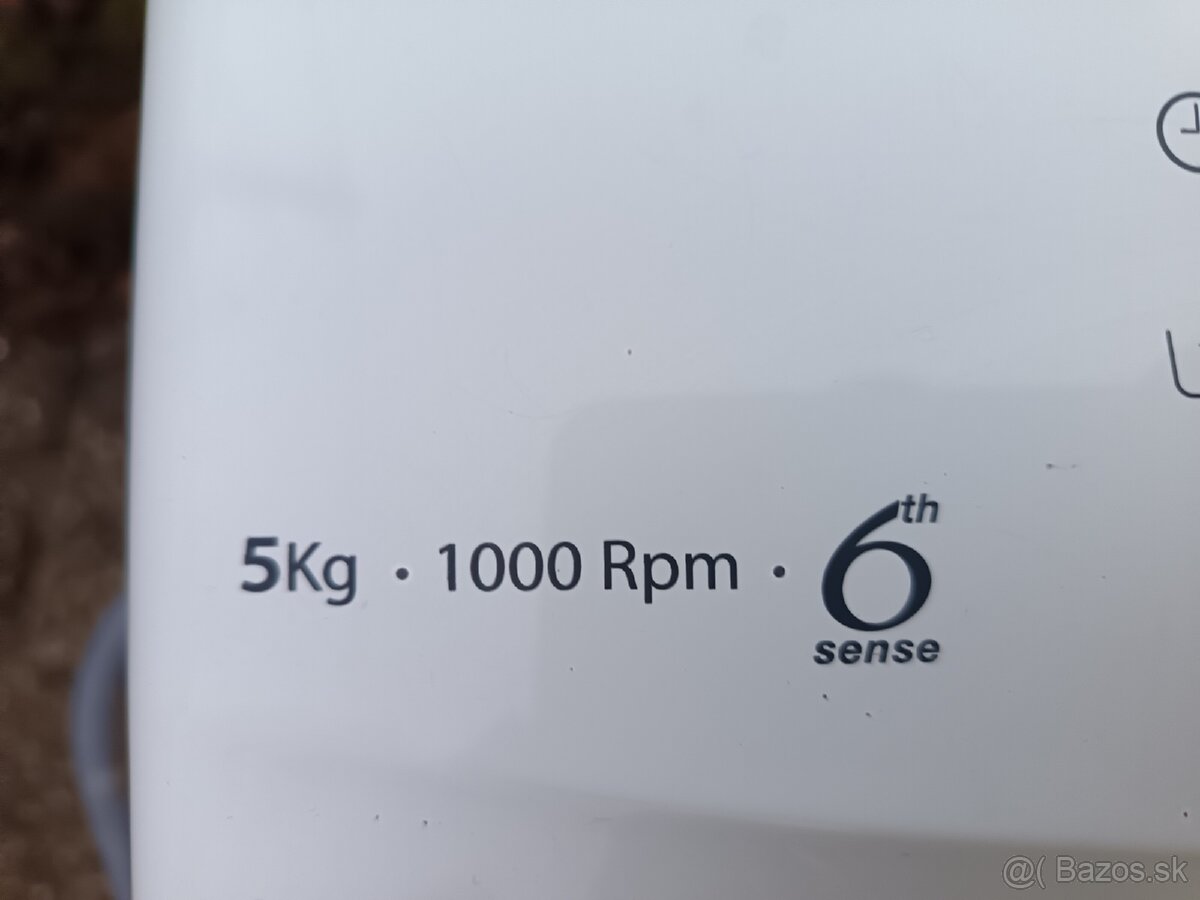 5Kg · 1000 Rpm · 6th sense
@( Bazos.sk